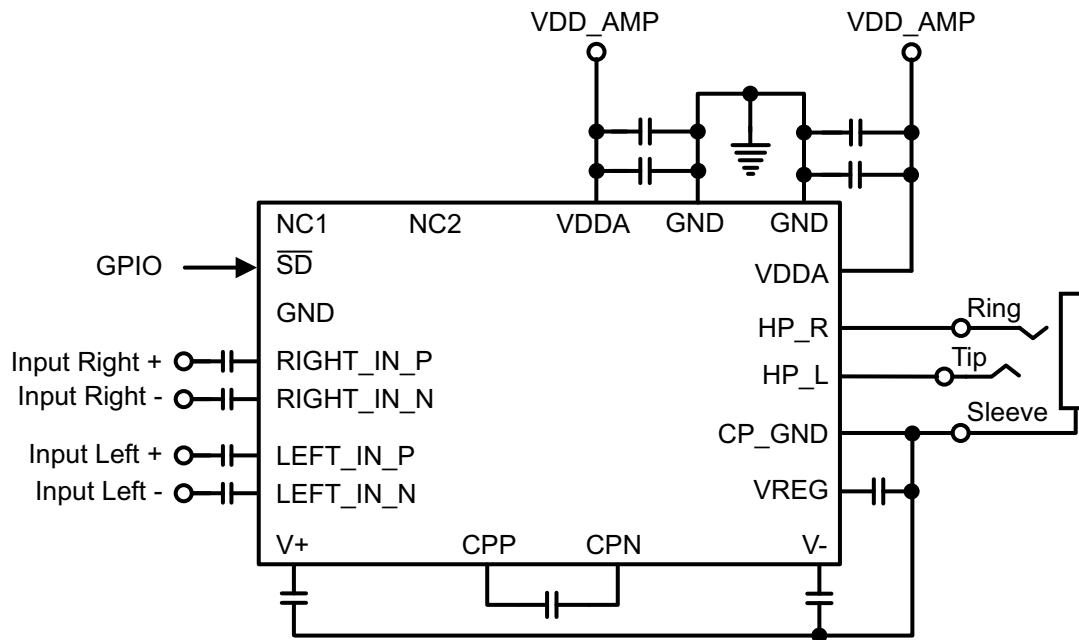 VDD_AMP
VDD_AMP
NC1
NC2
VDDA
GND
GND
GPIO
SD
VDDA
GND
HP_R
Ring
Input Right +
RIGHT_IN_P
HP_L
Tip
Input Right -
RIGHT_IN_N
CP_GND
Sleeve
Input Left +
LEFT_IN_P
Input Left -
LEFT_IN_N
VREG
V+
CPP
CPN
V-